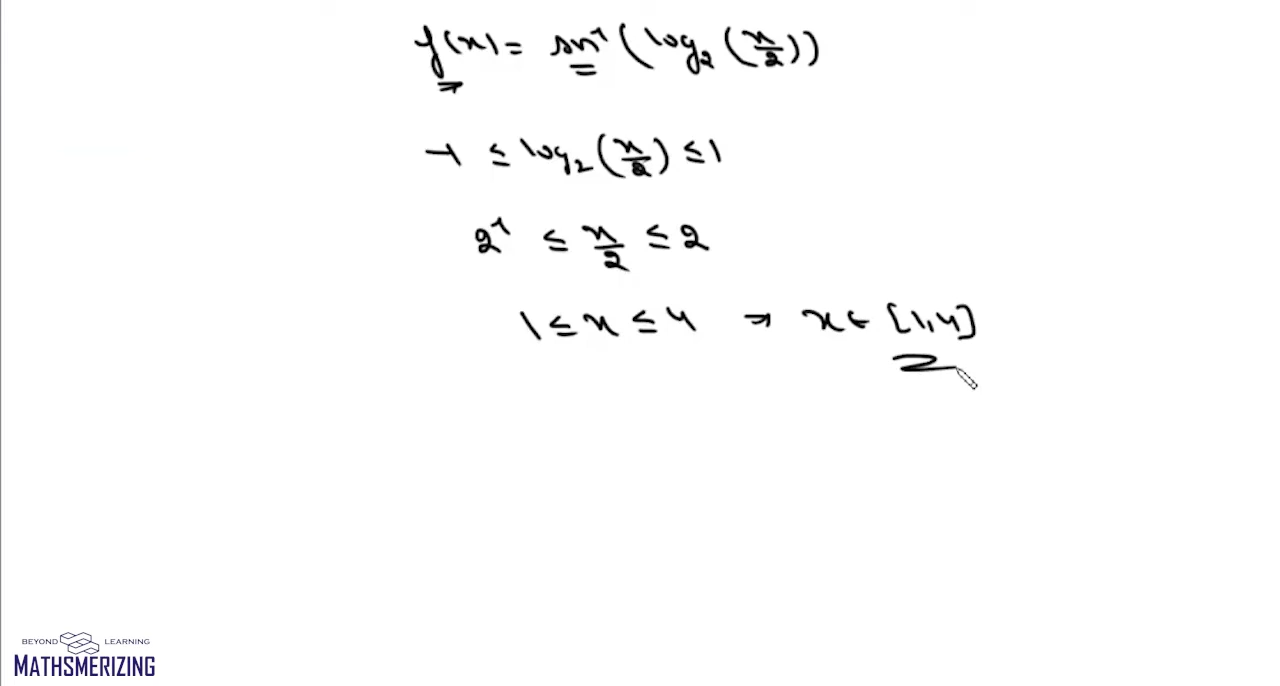 f(x) = sin⁻¹(log₂(x/2))
-1 ≤ log₂(x/2) ≤ 1
2⁻¹ ≤ x/2 ≤ 2
1 ≤ x ≤ 4 ⇒ x ∈ [1,4]
BEYOND LEARNING
MATHSMERIZING